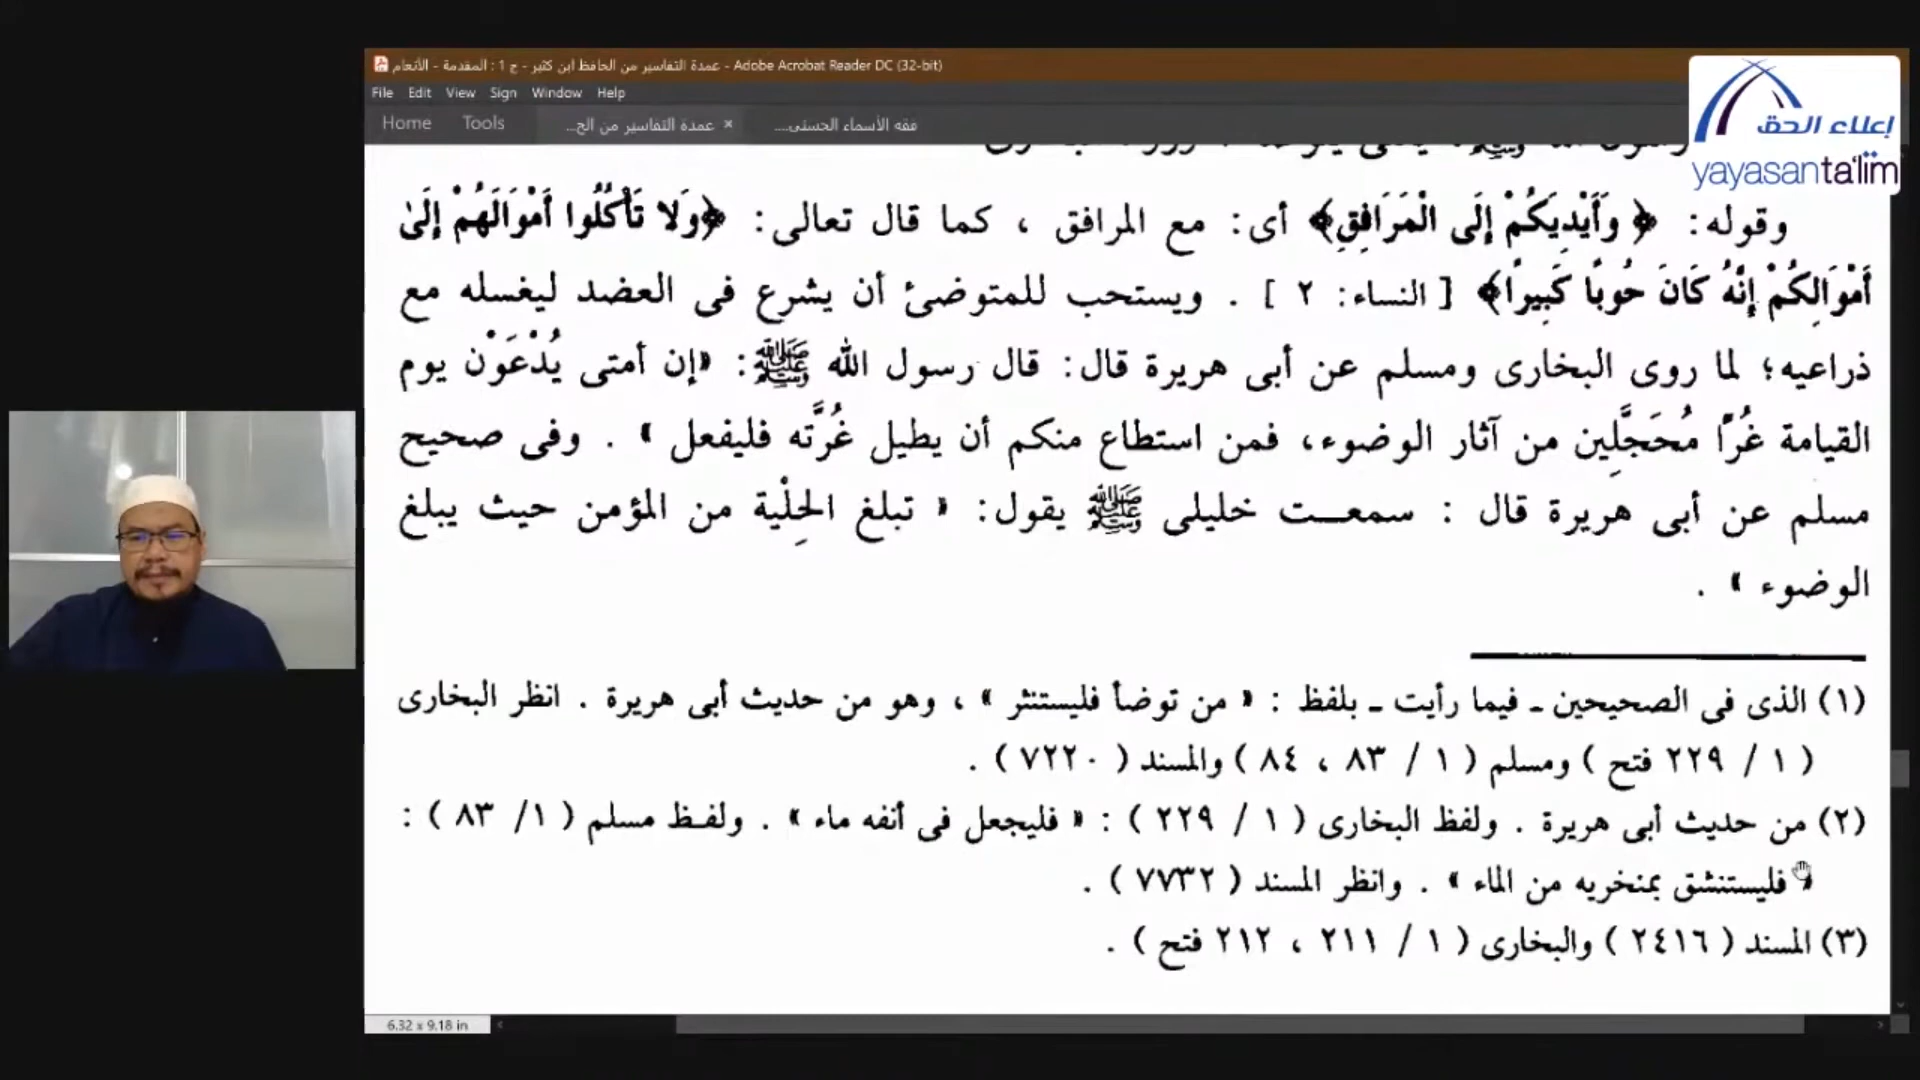 عمدة التفاسير من الحافظ ابن كثير - ج 1 : المقدمة - الأنعام - Adobe Acrobat Reader DC (32-bit)
File Edit View Sign Window Help
Home Tools عمدة التفاسير من الح... × فقه الأسماء الحسنى....
إعلاء الحق
yayasanta'lim
وقوله: ﴿ وَأَيْدِيَكُمْ إِلَى الْمَرَافِقِ﴾ أى: مع المرافق ، كما قال تعالى: ﴿وَلا تَأْكُلُوا أَمْوَالَهُمْ إِلَىٰ
أَمْوَالِكُمْ إِنَّهُ كَانَ حُوبًا كَبِيرًا﴾ [ النساء: ٢ ] . ويستحب للمتوضئ أن يشرع فى العضد ليغسله مع
ذراعيه؛ لما روى البخارى ومسلم عن أبى هريرة قال: قال رسول الله ﷺ: «إن أمتى يُدْعَوْن يوم
القيامة غُرًّا مُحَجَّلِين من آثار الوضوء، فمن استطاع منكم أن يطيل غُرَّته فليفعل » . وفى صحيح
مسلم عن أبى هريرة قال : سمعت خليلى ﷺ يقول: « تبلغ الحِلْية من المؤمن حيث يبلغ
الوضوء » .
(١) الذى فى الصحيحين ـ فيما رأيت ـ بلفظ : « من توضأ فليستنثر » ، وهو من حديث أبى هريرة . انظر البخارى
( ١ / ٢٢٩ فتح ) ومسلم ( ١ / ٨٣ ، ٨٤ ) والمسند ( ٧٢٢٠ ) .
(٢) من حديث أبى هريرة . ولفظ البخارى ( ١ / ٢٢٩ ) : « فليجعل فى أنفه ماء » . ولفظ مسلم ( ١/ ٨٣ ) :
« فليستنشق بمنخريه من الماء » . وانظر المسند ( ٧٧٣٢ ) .
(٣) المسند ( ٢٤١٦ ) والبخارى ( ١ / ٢١١ ، ٢١٢ فتح ) .
6.32 x 9.18 in